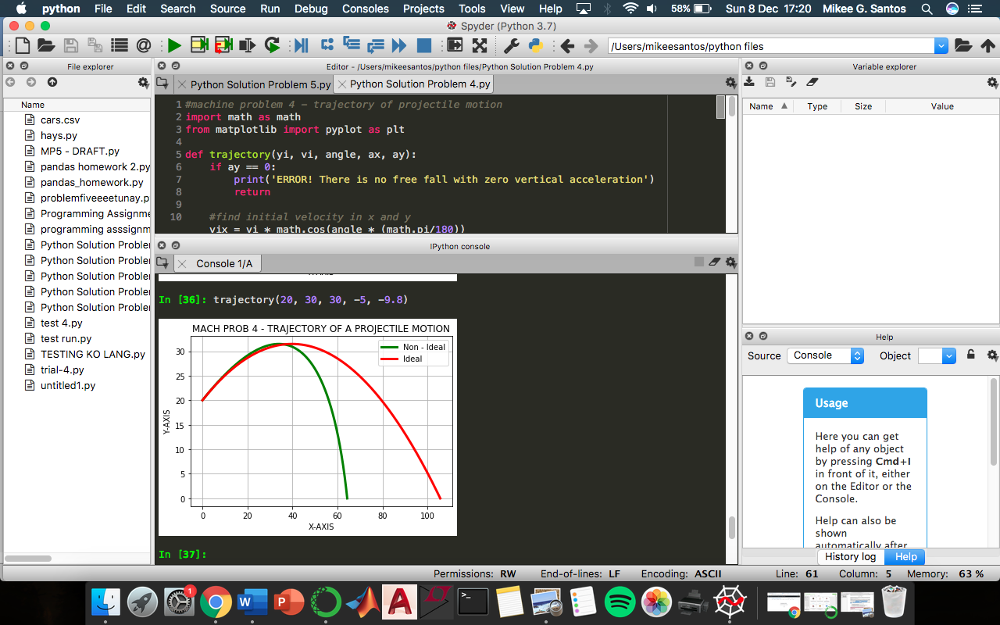 python File Edit Search Source Run Debug Consoles Projects Tools View Help 58% Sun 8 Dec 17:20 Mikee G. Santos
Spyder (Python 3.7)
/Users/mikeesantos/python files
File explorer
Name
cars.csv
hays.py
MP5 - DRAFT.py
pandas homework 2.py
pandas_homework.py
problemfiveeeetunay.p
Programming Assignme
programming asssignm
Python Solution Probler
Python Solution Probler
Python Solution Probler
Python Solution Probler
Python Solution Probler
test 4.py
test run.py
TESTING KO LANG.py
trial-4.py
untitled1.py
Editor - /Users/mikeesantos/python files/Python Solution Problem 4.py
Python Solution Problem 5.py Python Solution Problem 4.py
1 #machine problem 4 - trajectory of projectile motion
2 import math as math
3 from matplotlib import pyplot as plt
4
5 def trajectory(yi, vi, angle, ax, ay):
6 if ay == 0:
7 print('ERROR! There is no free fall with zero vertical acceleration')
8 return
9
10 #find initial velocity in x and y
vix = vi * math.cos(angle * (math.pi/180))
IPython console
Console 1/A
In [36]: trajectory(20, 30, 30, -5, -9.8)
MACH PROB 4 - TRAJECTORY OF A PROJECTILE MOTION
Non - Ideal
Ideal
30
25
20
15
10
5
0
Y-AXIS
0 20 40 60 80 100
X-AXIS
In [37]:
Variable explorer
Name Type Size Value
Help
Source Console Object
Usage
Here you can get
help of any object
by pressing Cmd+I
in front of it, either
on the Editor or the
Console.
Help can also be
shown
automatically after
History log Help
Permissions: RW End-of-lines: LF Encoding: ASCII Line: 61 Column: 5 Memory: 63 %
1
W
P
A
>_